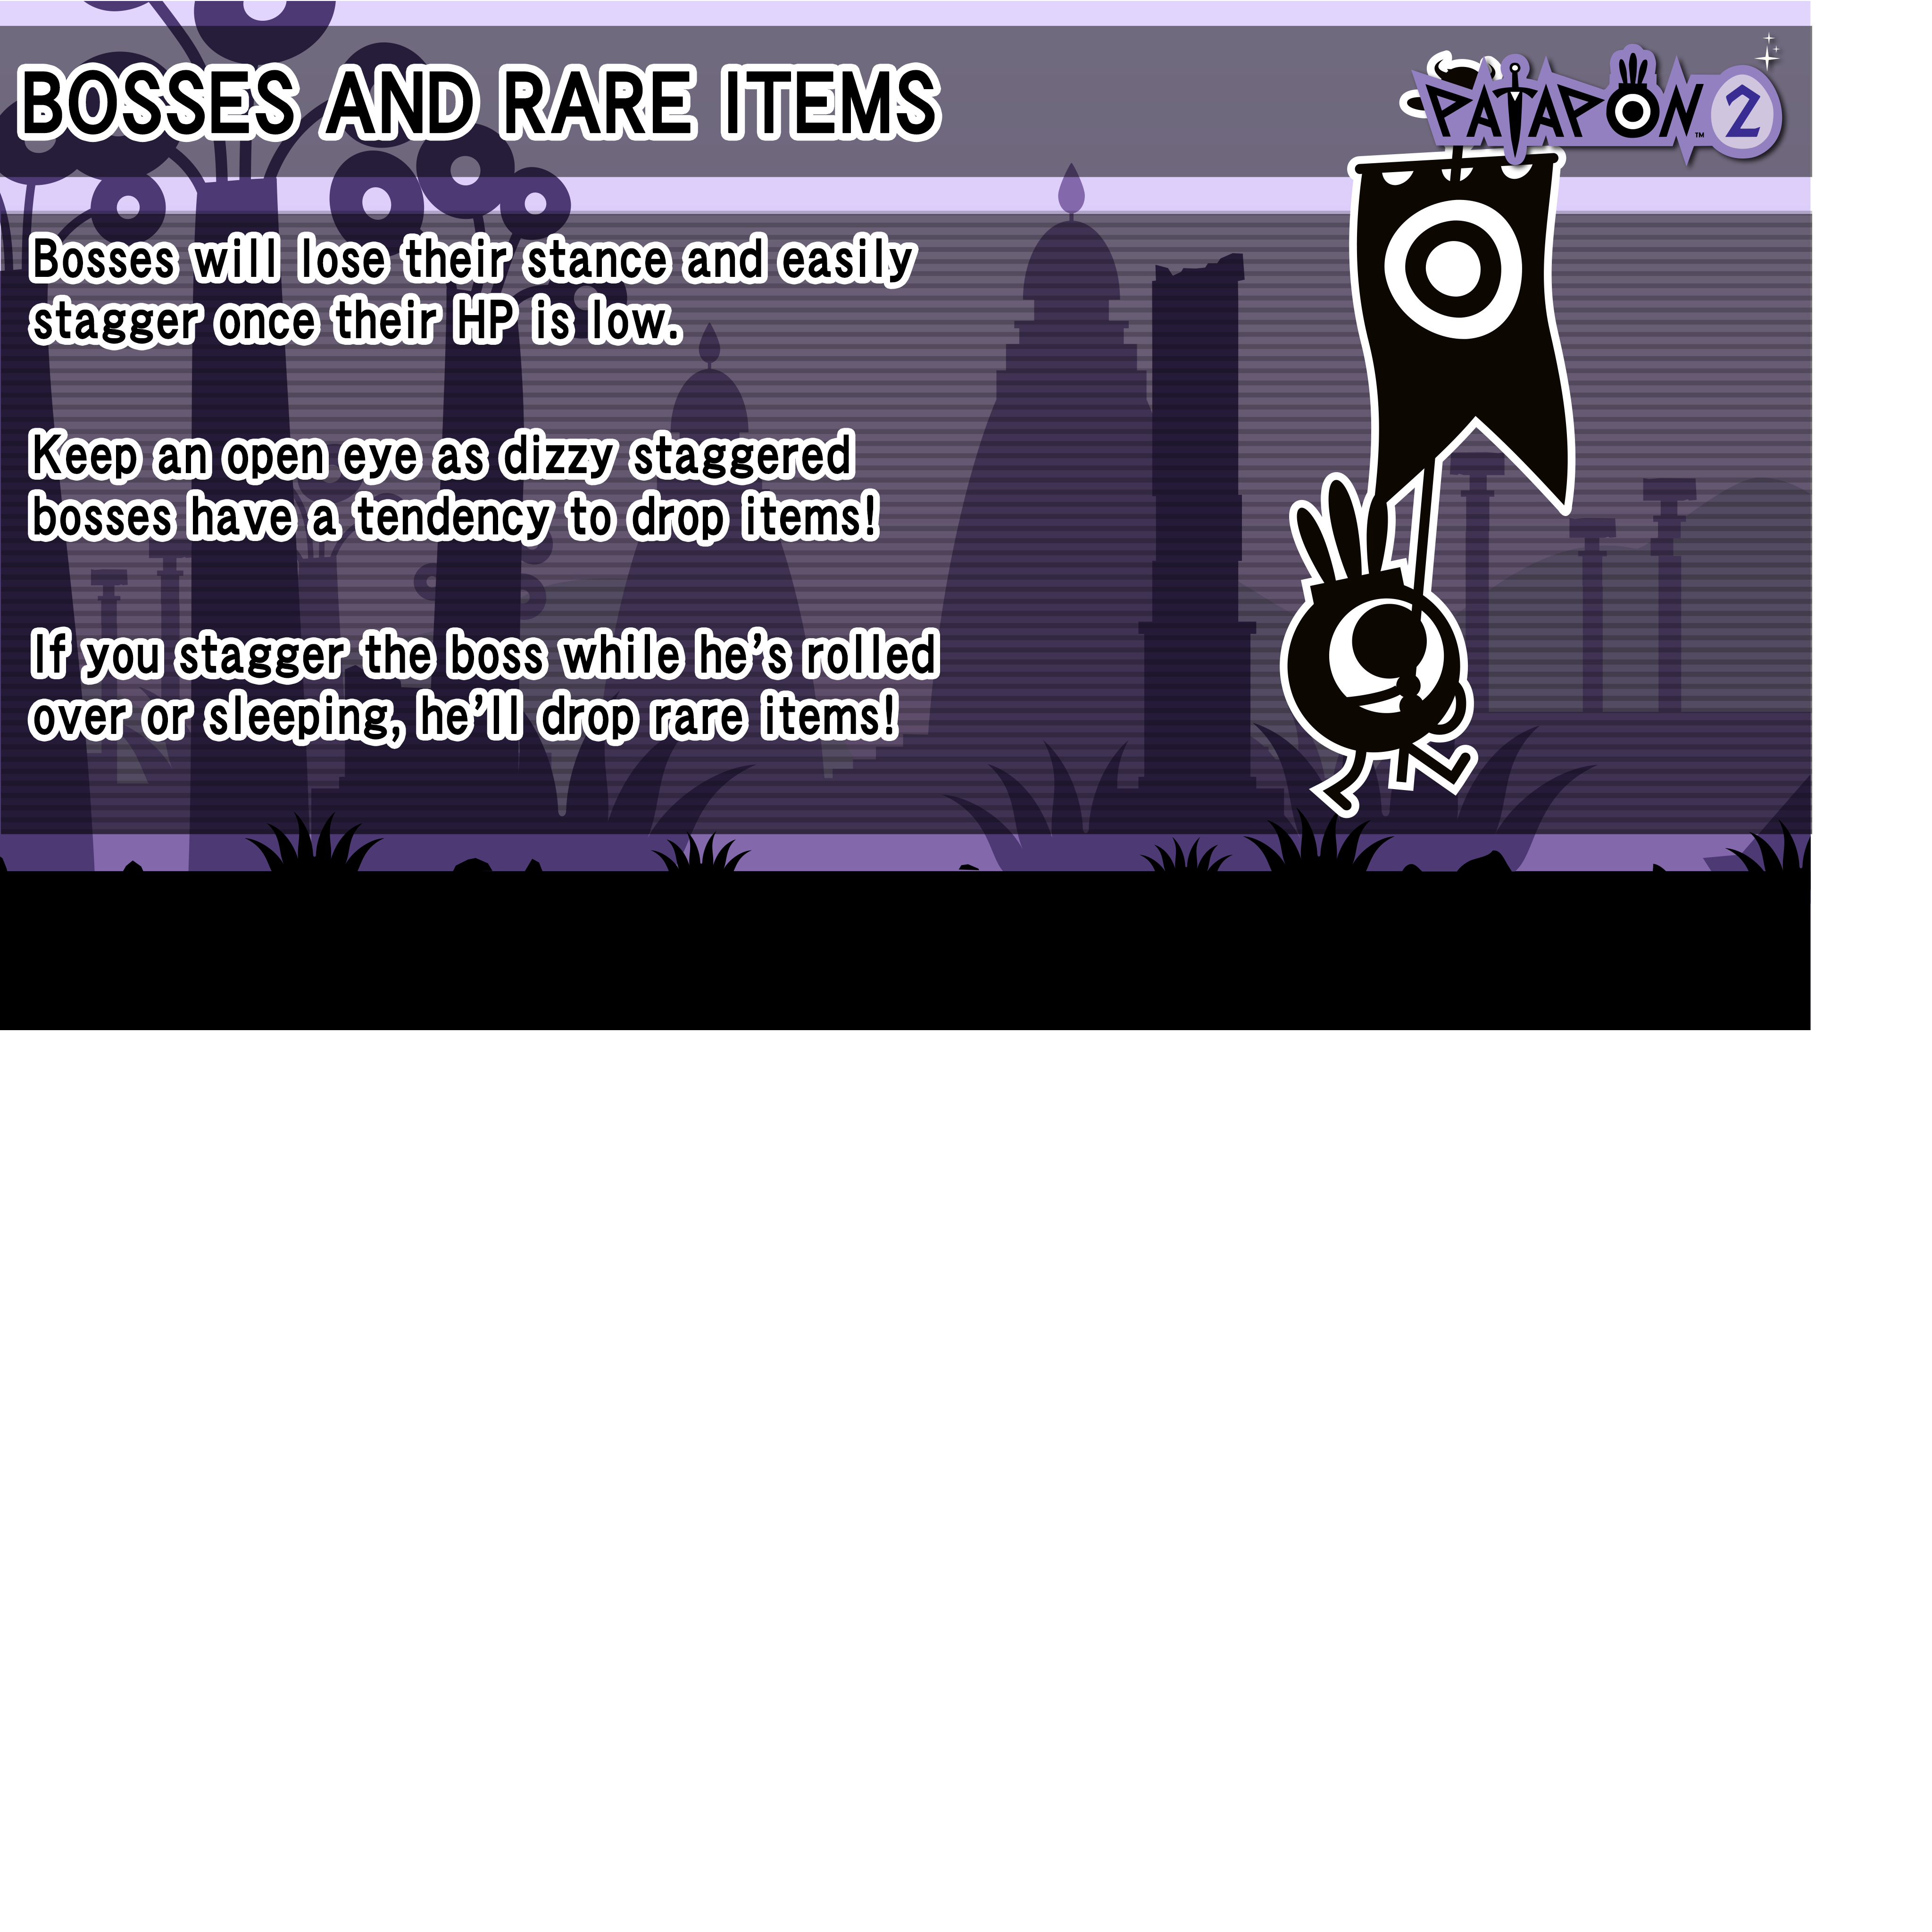 BOSSES AND RARE ITEMS
PATAPON™ 2
Bosses will lose their stance and easily
stagger once their HP is low.
Keep an open eye as dizzy staggered
bosses have a tendency to drop items!
If you stagger the boss while he's rolled
over or sleeping, he'll drop rare items!